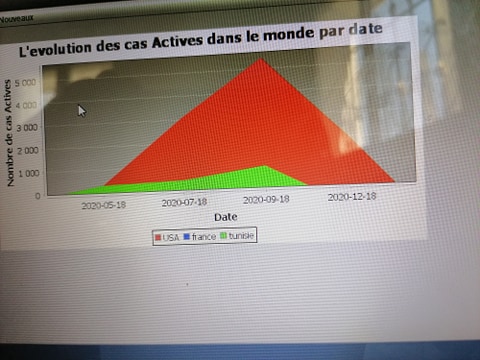 Nouveaux
L'evolution des cas Actives dans le monde par date
Nombre de cas Actives
5 000
4 000
3 000
2 000
1 000
0
2020-05-18 2020-07-18 2020-09-18 2020-12-18
Date
USA france tunisie